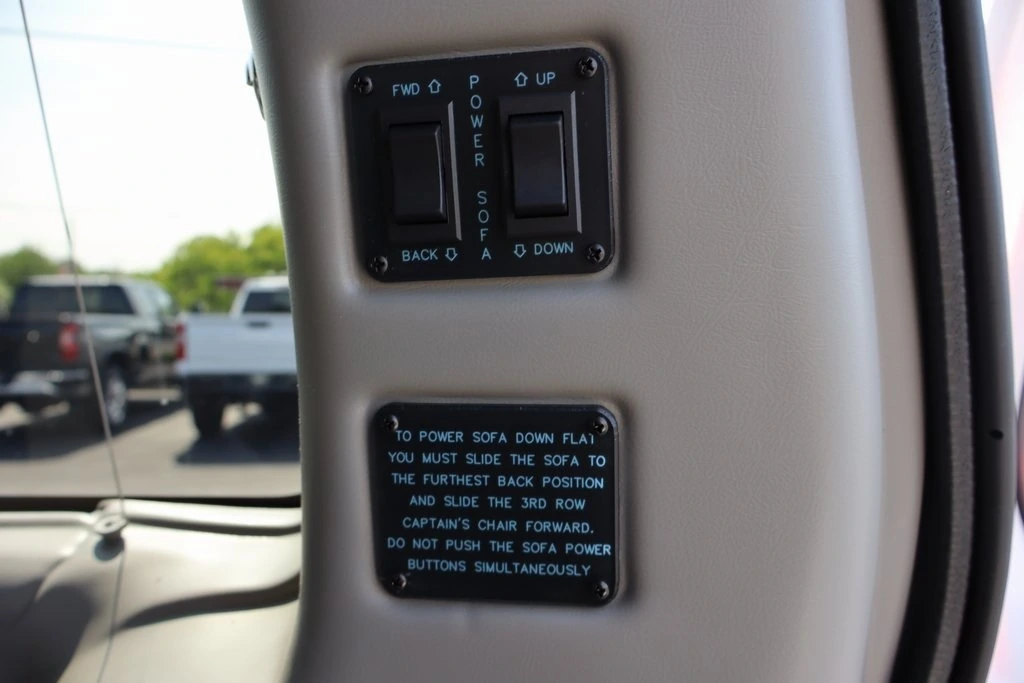 FWD ⇧ ⇧ UP
POWER SOFA
BACK ⇩ ⇩ DOWN
TO POWER SOFA DOWN FLAT
YOU MUST SLIDE THE SOFA TO
THE FURTHEST BACK POSITION
AND SLIDE THE 3RD ROW
CAPTAIN'S CHAIR FORWARD.
DO NOT PUSH THE SOFA POWER
BUTTONS SIMULTANEOUSLY